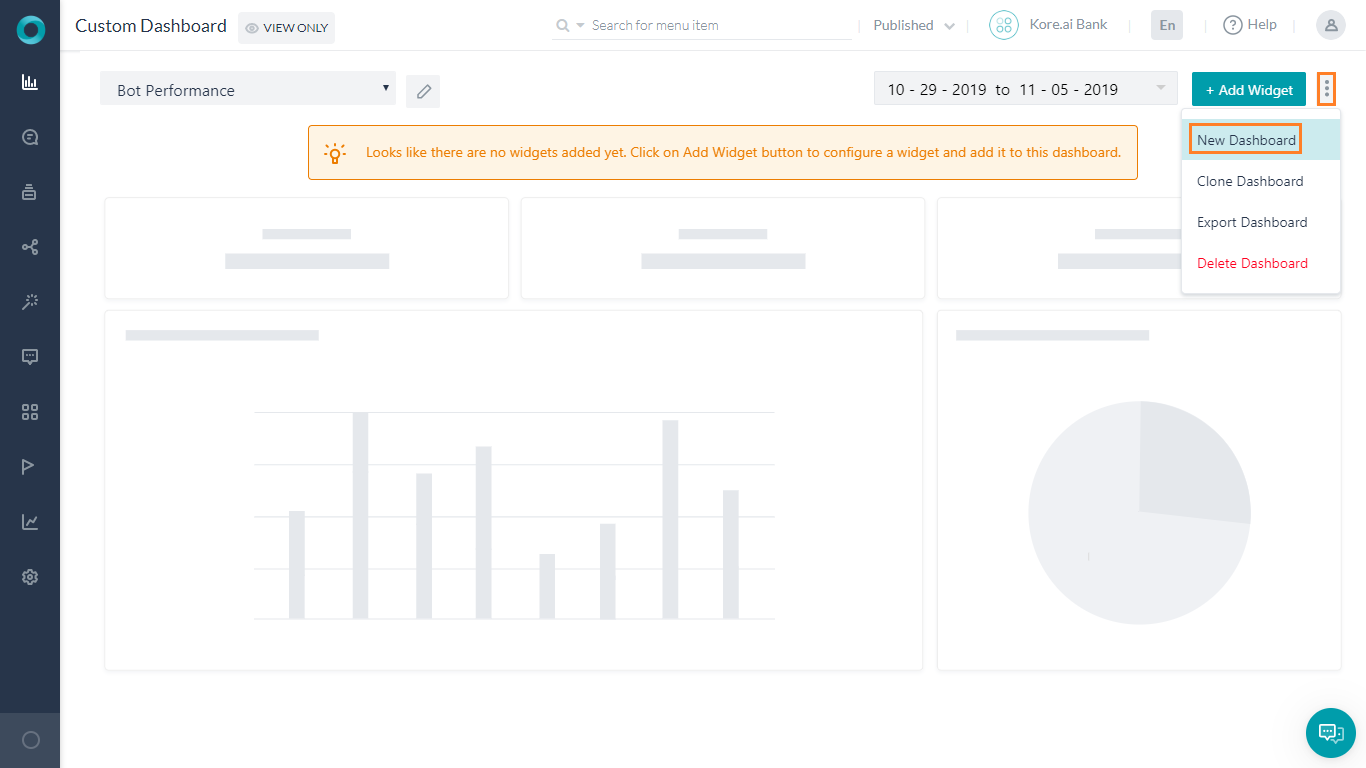 Custom Dashboard
VIEW ONLY
Search for menu item
Published
Kore.ai Bank
En
Help
Bot Performance
10 - 29 - 2019 to 11 - 05 - 2019
+ Add Widget
Looks like there are no widgets added yet. Click on Add Widget button to configure a widget and add it to this dashboard.
New Dashboard
Clone Dashboard
Export Dashboard
Delete Dashboard